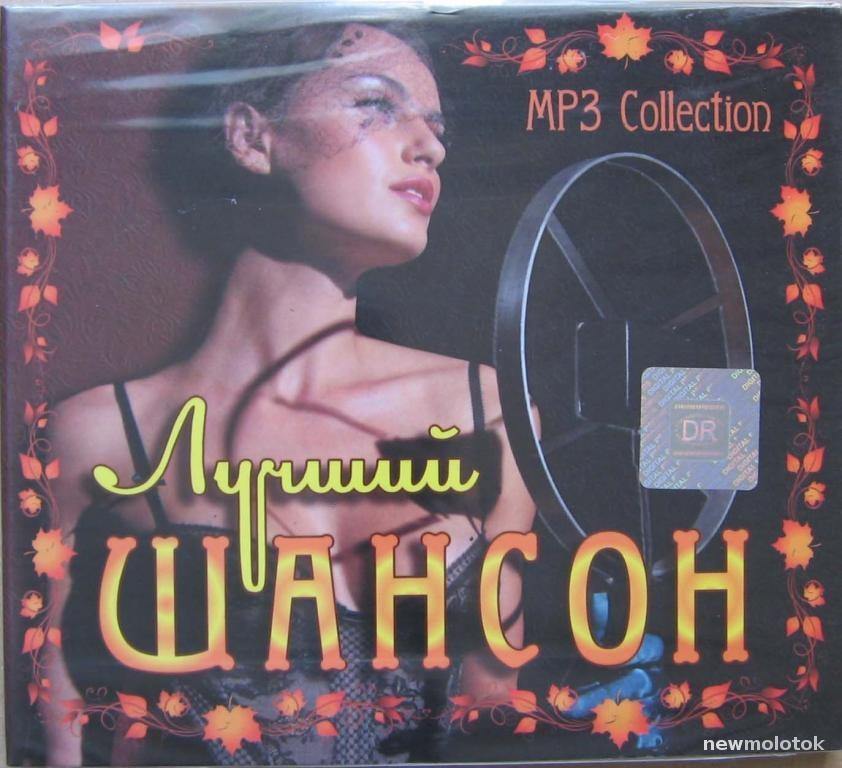 MP3 Collection
DR
Лучший
ШАНСОН
newmolotok